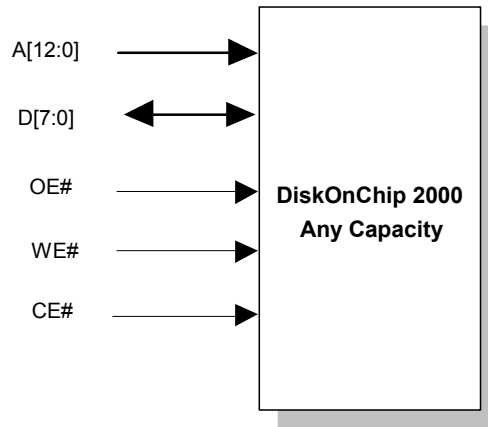 A[12:0]
D[7:0]
OE#
WE#
CE#
DiskOnChip 2000
Any Capacity